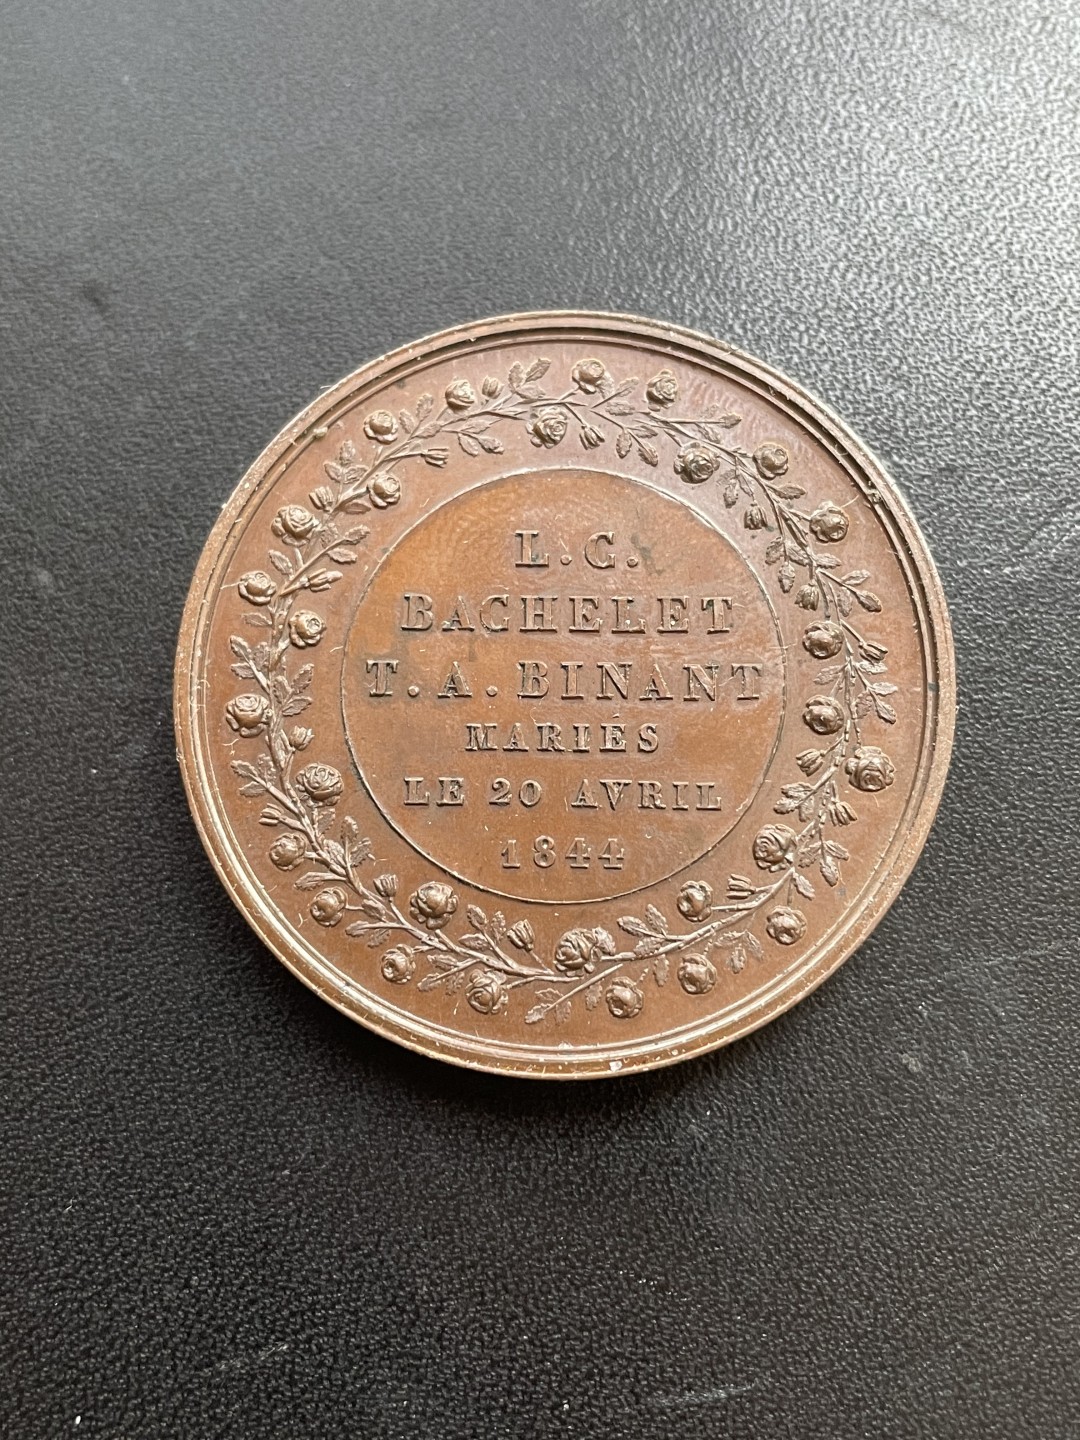 L. C.
BACHELET
T. A. BINANT
MARIÉS
LE 20 AVRIL
1844